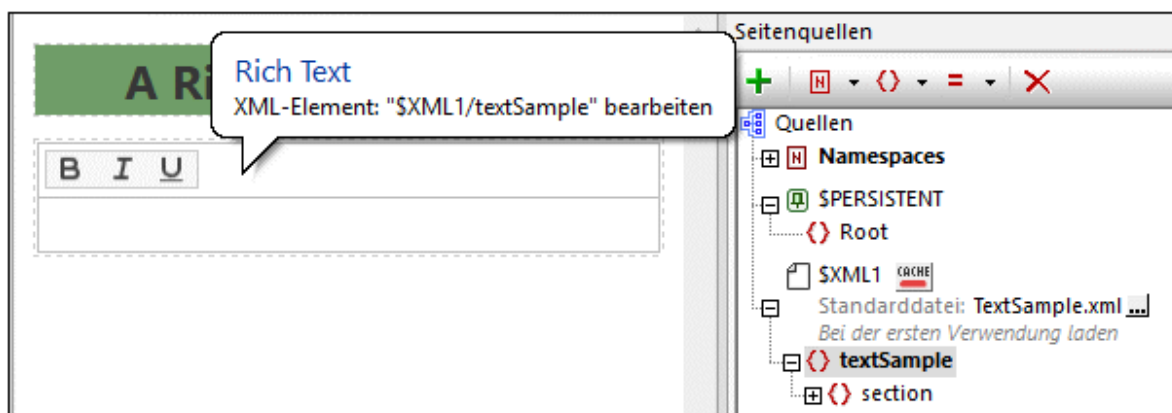 A Ri
Rich Text
XML-Element: "$XML1/textSample" bearbeiten
B I U
Seitenquellen
Quellen
N Namespaces
$PERSISTENT
{} Root
$XML1 CACHE
Standarddatei: TextSample.xml ...
Bei der ersten Verwendung laden
{} textSample
{} section